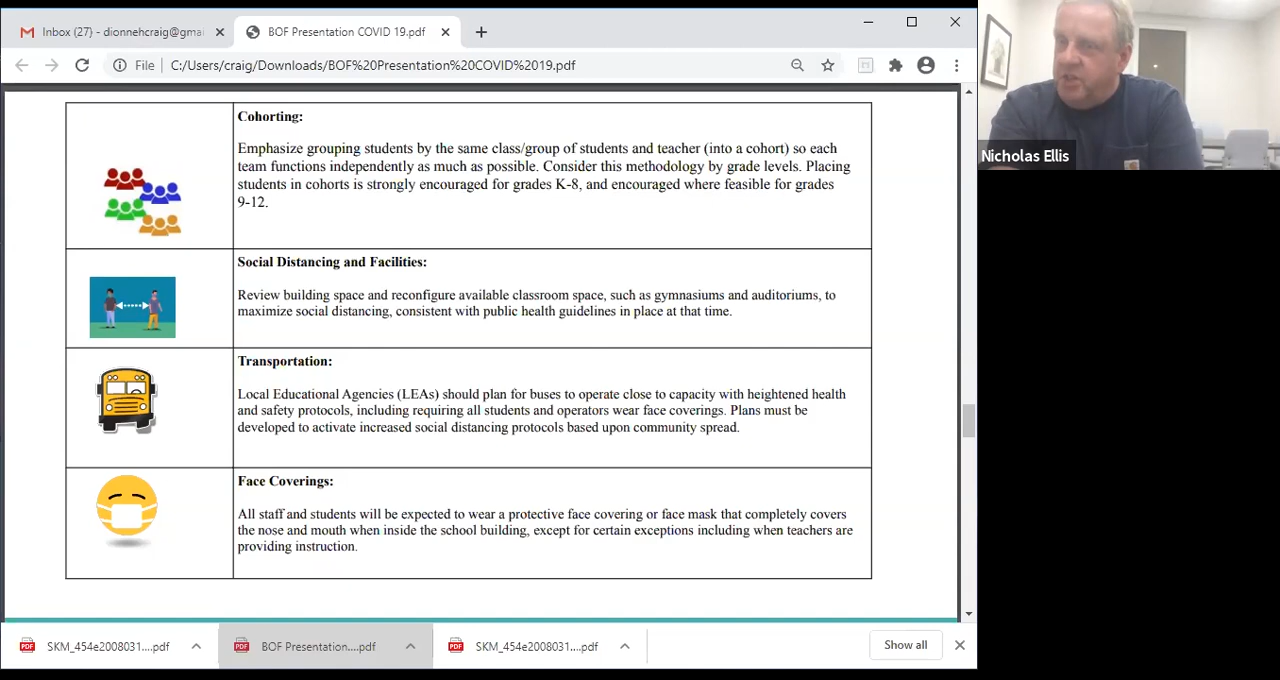 Inbox (27) - dionnehcraig@gmai
BOF Presentation COVID 19.pdf
File
C:/Users/craig/Downloads/BOF%20Presentation%20COVID%2019.pdf
Nicholas Ellis
Cohorting:
Emphasize grouping students by the same class/group of students and teacher (into a cohort) so each
team functions independently as much as possible. Consider this methodology by grade levels. Placing
students in cohorts is strongly encouraged for grades K-8, and encouraged where feasible for grades
9-12.
Social Distancing and Facilities:
Review building space and reconfigure available classroom space, such as gymnasiums and auditoriums, to
maximize social distancing, consistent with public health guidelines in place at that time.
Transportation:
Local Educational Agencies (LEAs) should plan for buses to operate close to capacity with heightened health
and safety protocols, including requiring all students and operators wear face coverings. Plans must be
developed to activate increased social distancing protocols based upon community spread.
Face Coverings:
All staff and students will be expected to wear a protective face covering or face mask that completely covers
the nose and mouth when inside the school building, except for certain exceptions including when teachers are
providing instruction.
PDF SKM_454e2008031....pdf
PDF BOF Presentation....pdf
PDF SKM_454e2008031....pdf
Show all